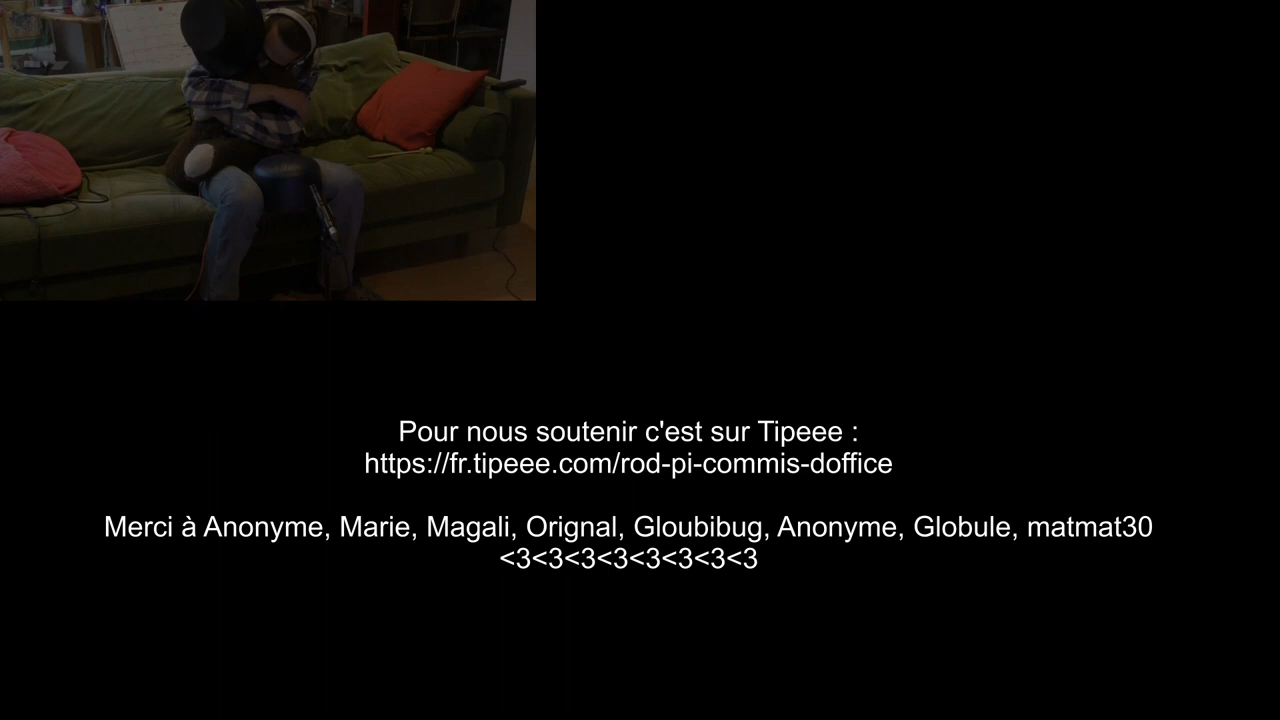 Pour nous soutenir c'est sur Tipeee :
https://fr.tipeee.com/rod-pi-commis-doffice
Merci à Anonyme, Marie, Magali, Orignal, Gloubibug, Anonyme, Globule, matmat30
<3<3<3<3<3<3<3<3